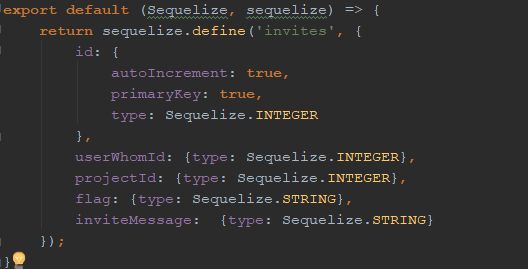 export default (Sequelize, sequelize) => {
    return sequelize.define('invites', {
        id: {
            autoIncrement: true,
            primaryKey: true,
            type: Sequelize.INTEGER
        },
        userWhomId: {type: Sequelize.INTEGER},
        projectId: {type: Sequelize.INTEGER},
        flag: {type: Sequelize.STRING},
        inviteMessage:  {type: Sequelize.STRING}
    });
}